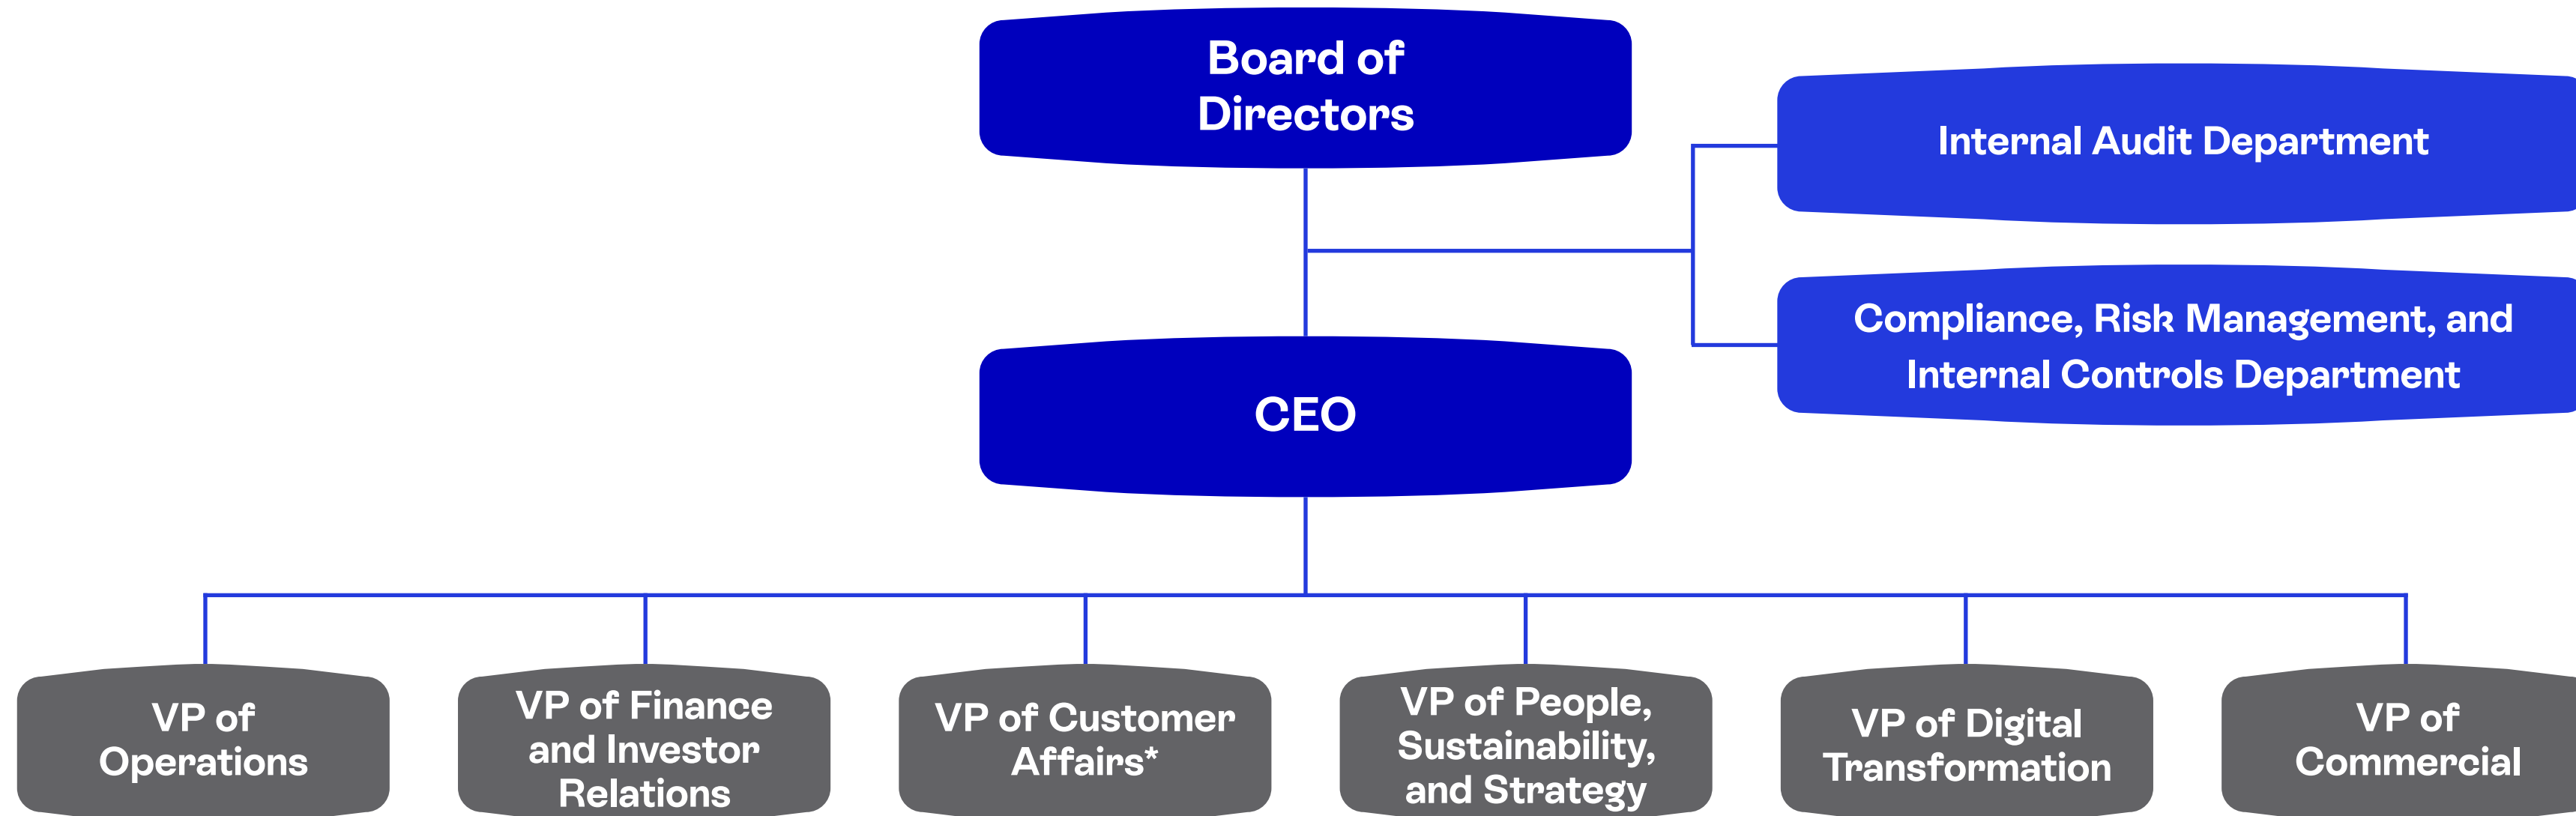 Board of
Directors
Internal Audit Department
Compliance, Risk Management, and
Internal Controls Department
CEO
VP of
Operations
VP of Finance
and Investor
Relations
VP of Customer
Affairs*
VP of People,
Sustainability,
and Strategy
VP of Digital
Transformation
VP of
Commercial